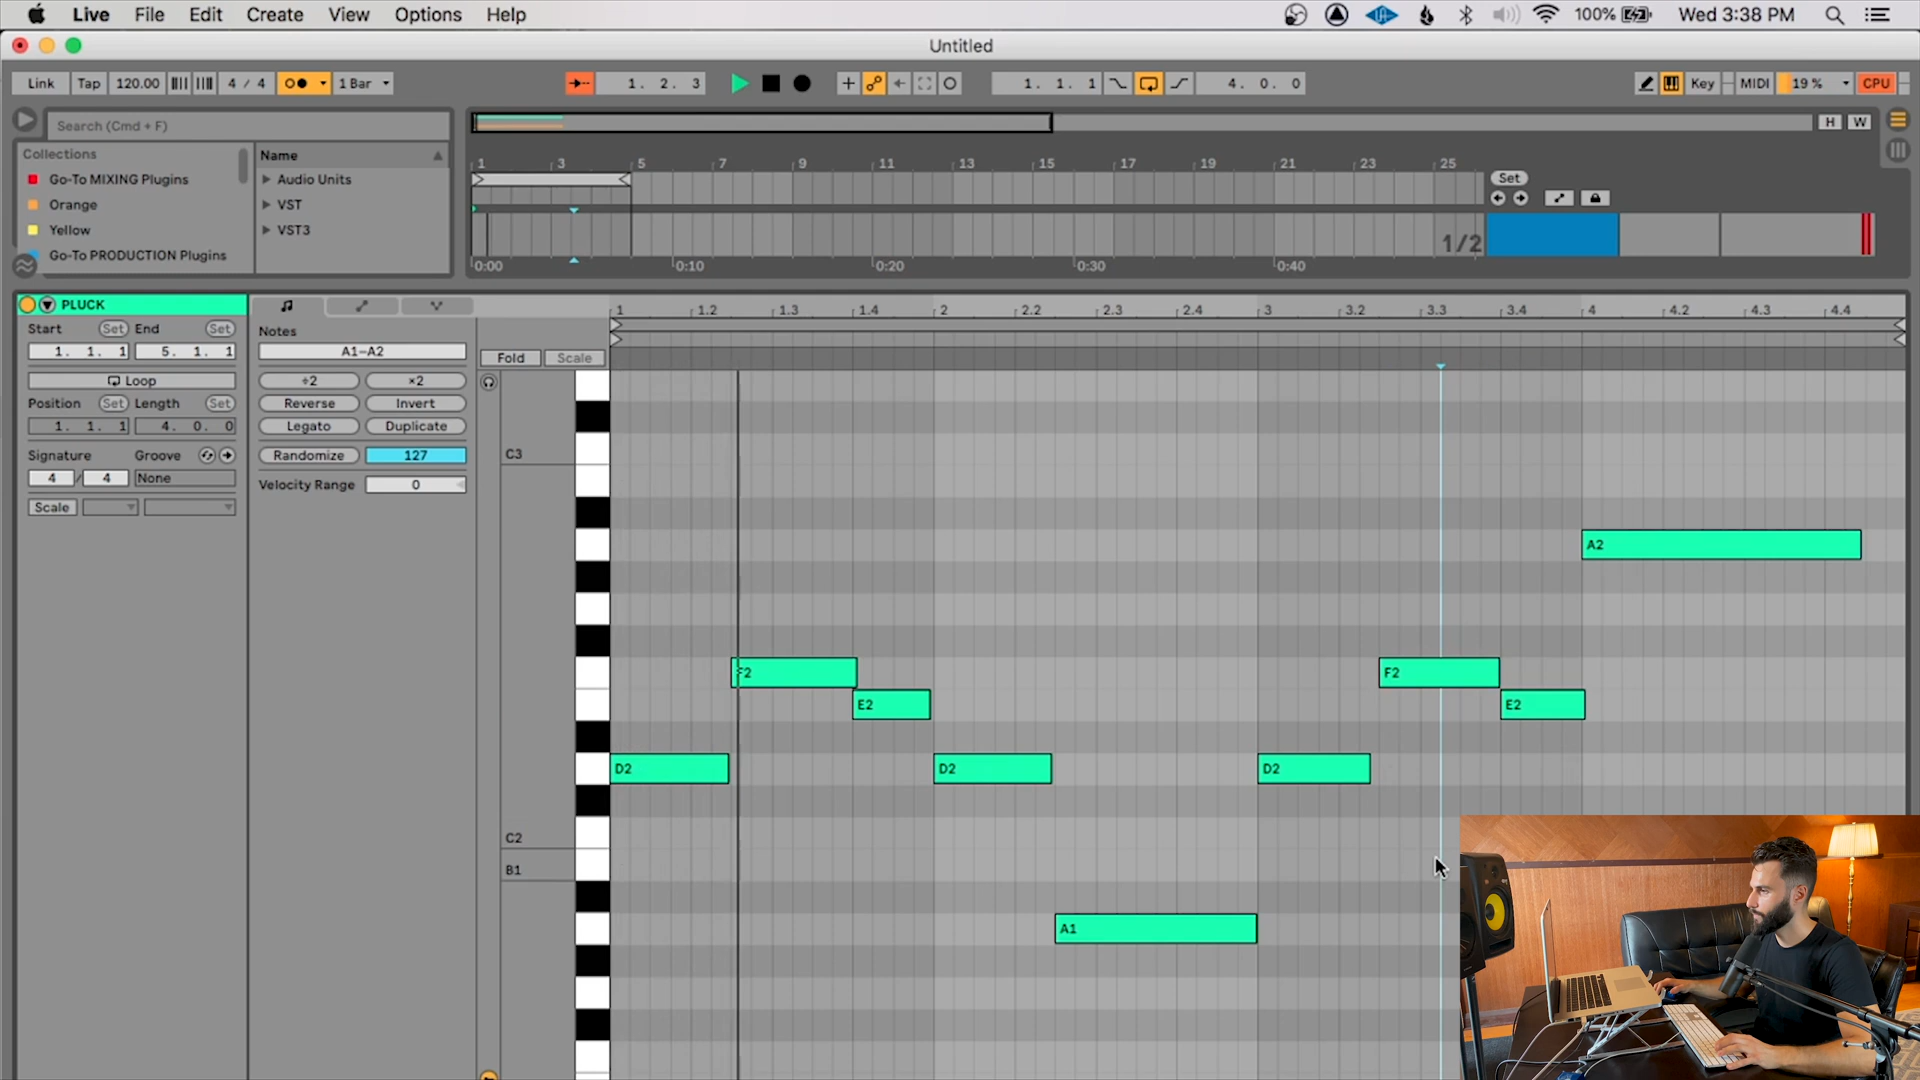 Live File Edit Create View Options Help 100% Wed 3:38 PM
Untitled
Link Tap 120.00 4 / 4 1 Bar 1. 2. 3 1. 1. 1 4. 0. 0 Key MIDI 19 % CPU
Search (Cmd + F) H W
Collections Name
Go-To MIXING Plugins Audio Units
Orange VST
Yellow VST3
Go-To PRODUCTION Plugins
1 3 5 7 9 11 13 15 17 19 21 23 25
Set
1/2
0:00 0:10 0:20 0:30 0:40
PLUCK
Start Set End Set
1. 1. 1 5. 1. 1
Loop
Position Set Length Set
1. 1. 1 4. 0. 0
Signature Groove
4 / 4 None
Scale
Notes
A1–A2
÷2 ×2
Reverse Invert
Legato Duplicate
Randomize 127
Velocity Range 0
Fold Scale
1 1.2 1.3 1.4 2 2.2 2.3 2.4 3 3.2 3.3 3.4 4 4.2 4.3 4.4
C3
A2
F2 F2
E2 E2
D2 D2 D2
C2
B1
A1